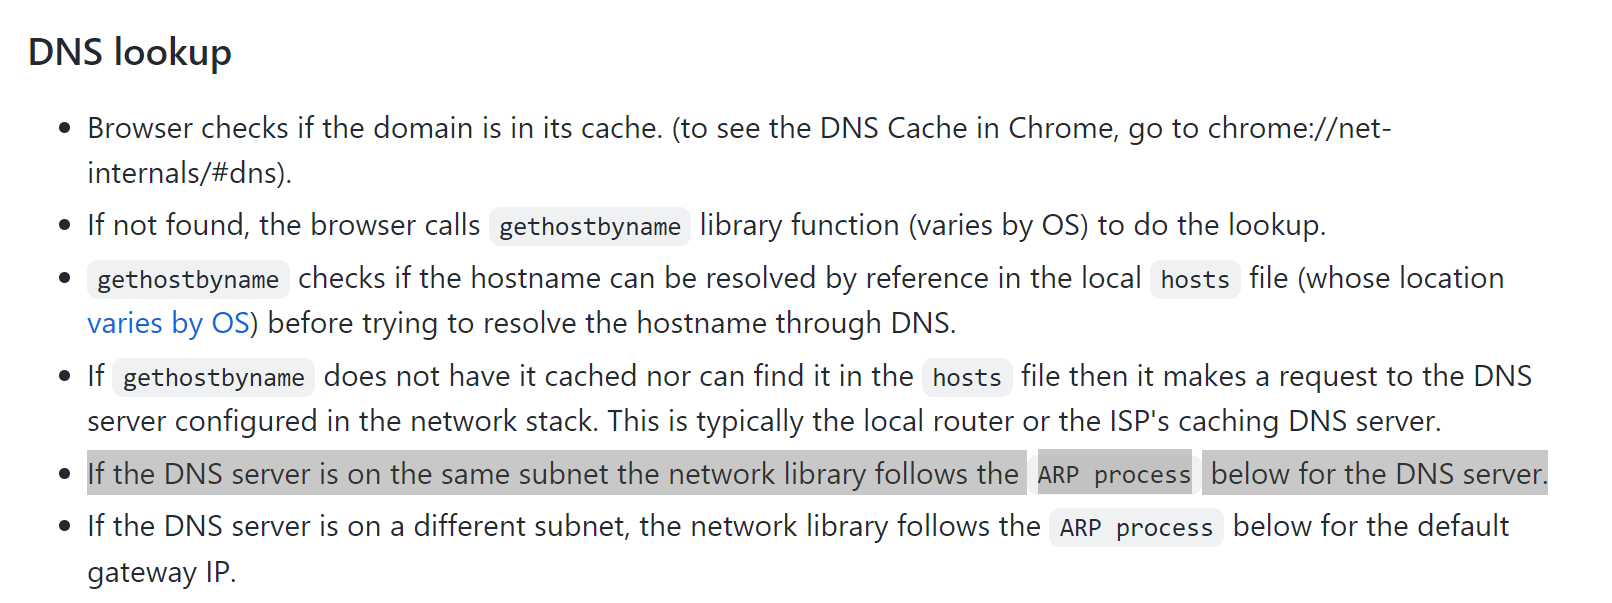 DNS lookup
Browser checks if the domain is in its cache. (to see the DNS Cache in Chrome, go to chrome://net-
internals/#dns).
If not found, the browser calls gethostbyname library function (varies by OS) to do the lookup.
gethostbyname checks if the hostname can be resolved by reference in the local hosts file (whose location
varies by OS) before trying to resolve the hostname through DNS.
If gethostbyname does not have it cached nor can find it in the hosts file then it makes a request to the DNS
server configured in the network stack. This is typically the local router or the ISP's caching DNS server.
If the DNS server is on the same subnet the network library follows the ARP process below for the DNS server.
If the DNS server is on a different subnet, the network library follows the ARP process below for the default
gateway IP.